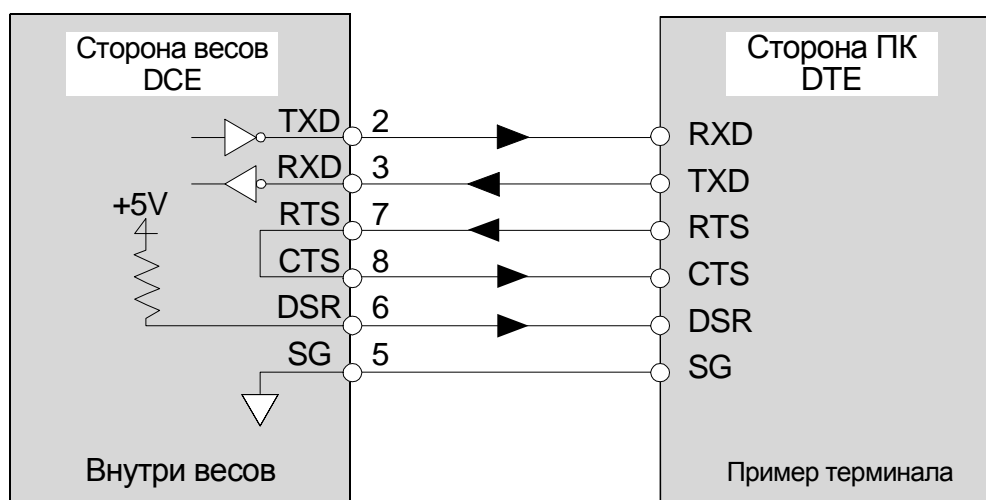 Сторона весов
DCE
Сторона ПК
DTE
TXD 2 RXD
RXD 3 TXD
+5V
RTS 7 RTS
CTS 8 CTS
DSR 6 DSR
SG 5 SG
Внутри весов
Пример терминала